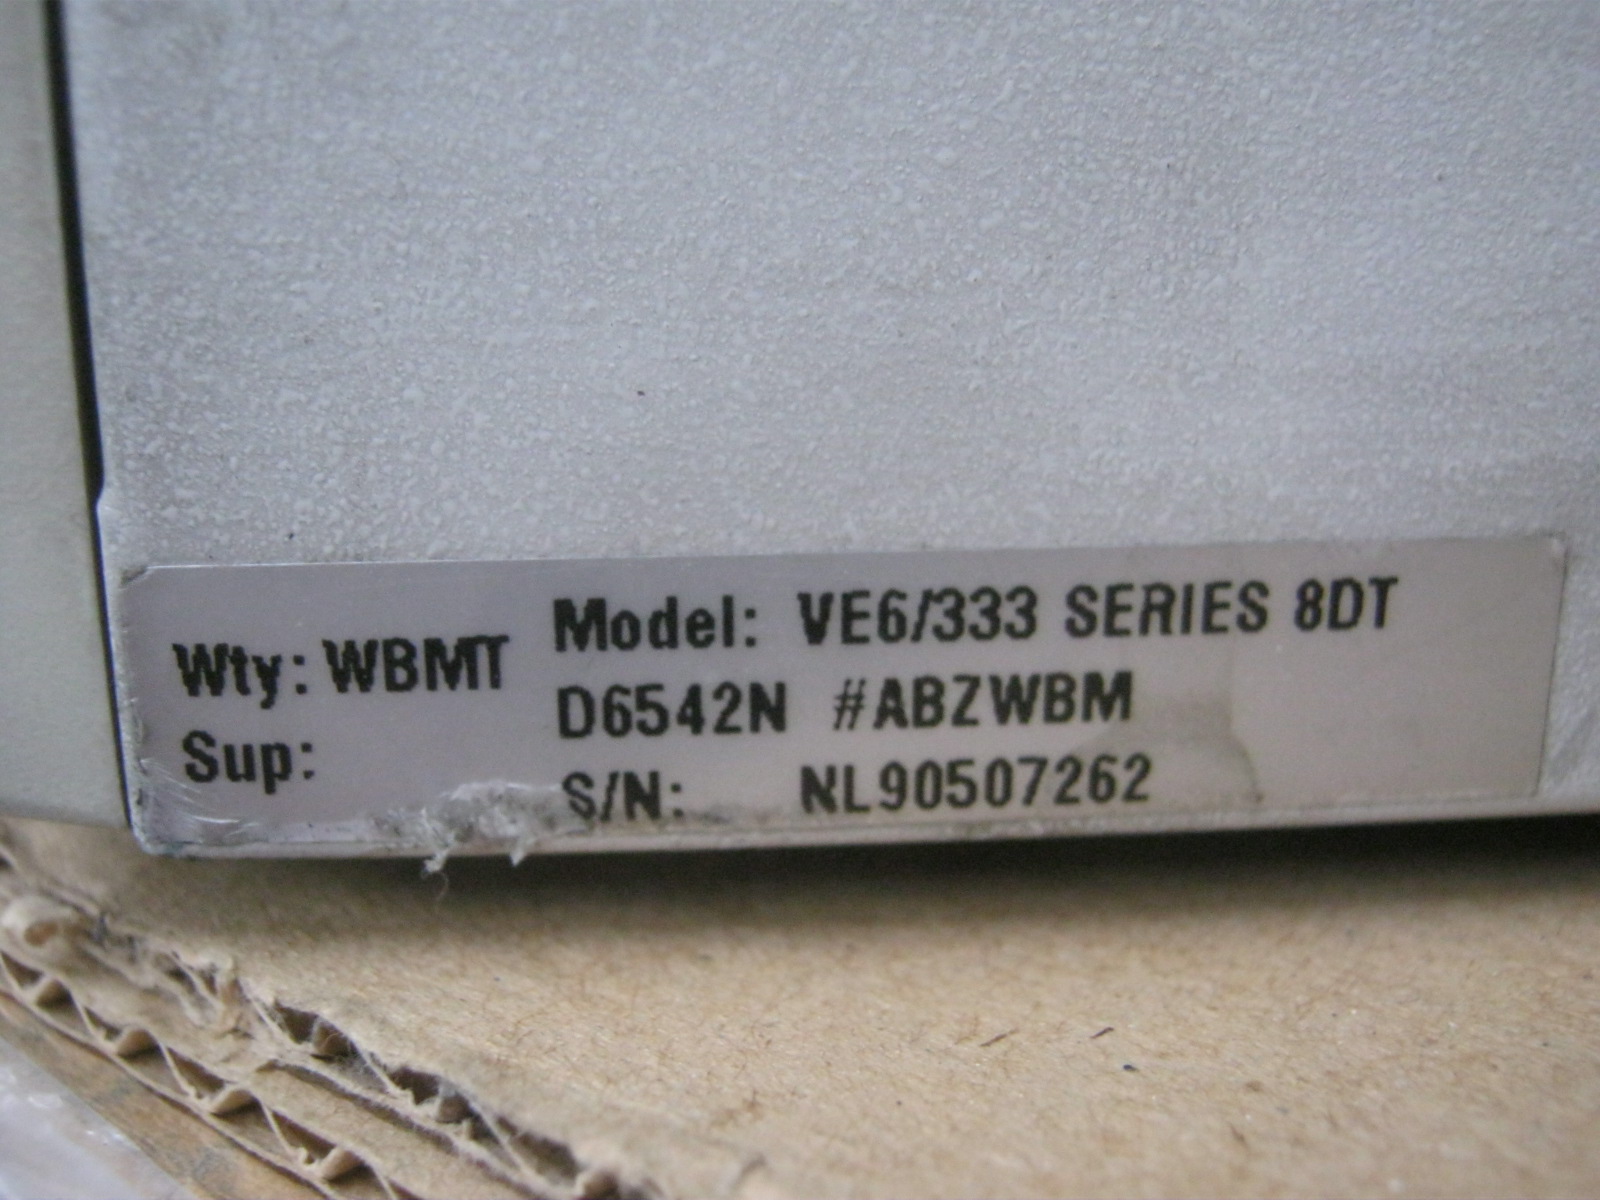 Wty: WBMT
Sup:
Model: VE6/333 SERIES 8DT
D6542N #ABZWBM
S/N: NL90507262